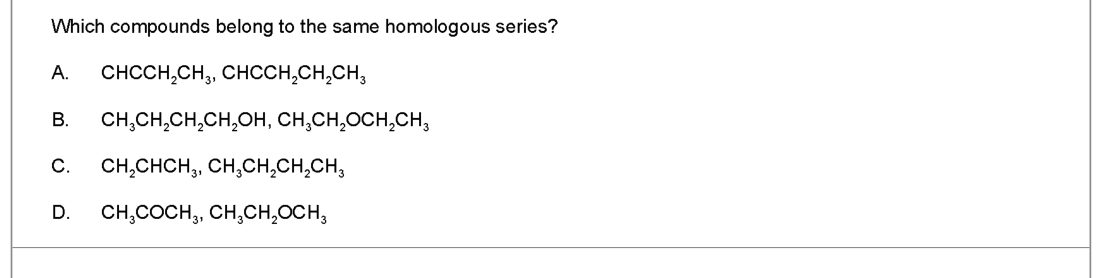 Which compounds belong to the same homologous series?
A. CHCCH₂CH₃, CHCCH₂CH₂CH₃
B. CH₃CH₂CH₂CH₂OH, CH₃CH₂OCH₂CH₃
C. CH₂CHCH₃, CH₃CH₂CH₂CH₃
D. CH₃COCH₃, CH₃CH₂OCH₃